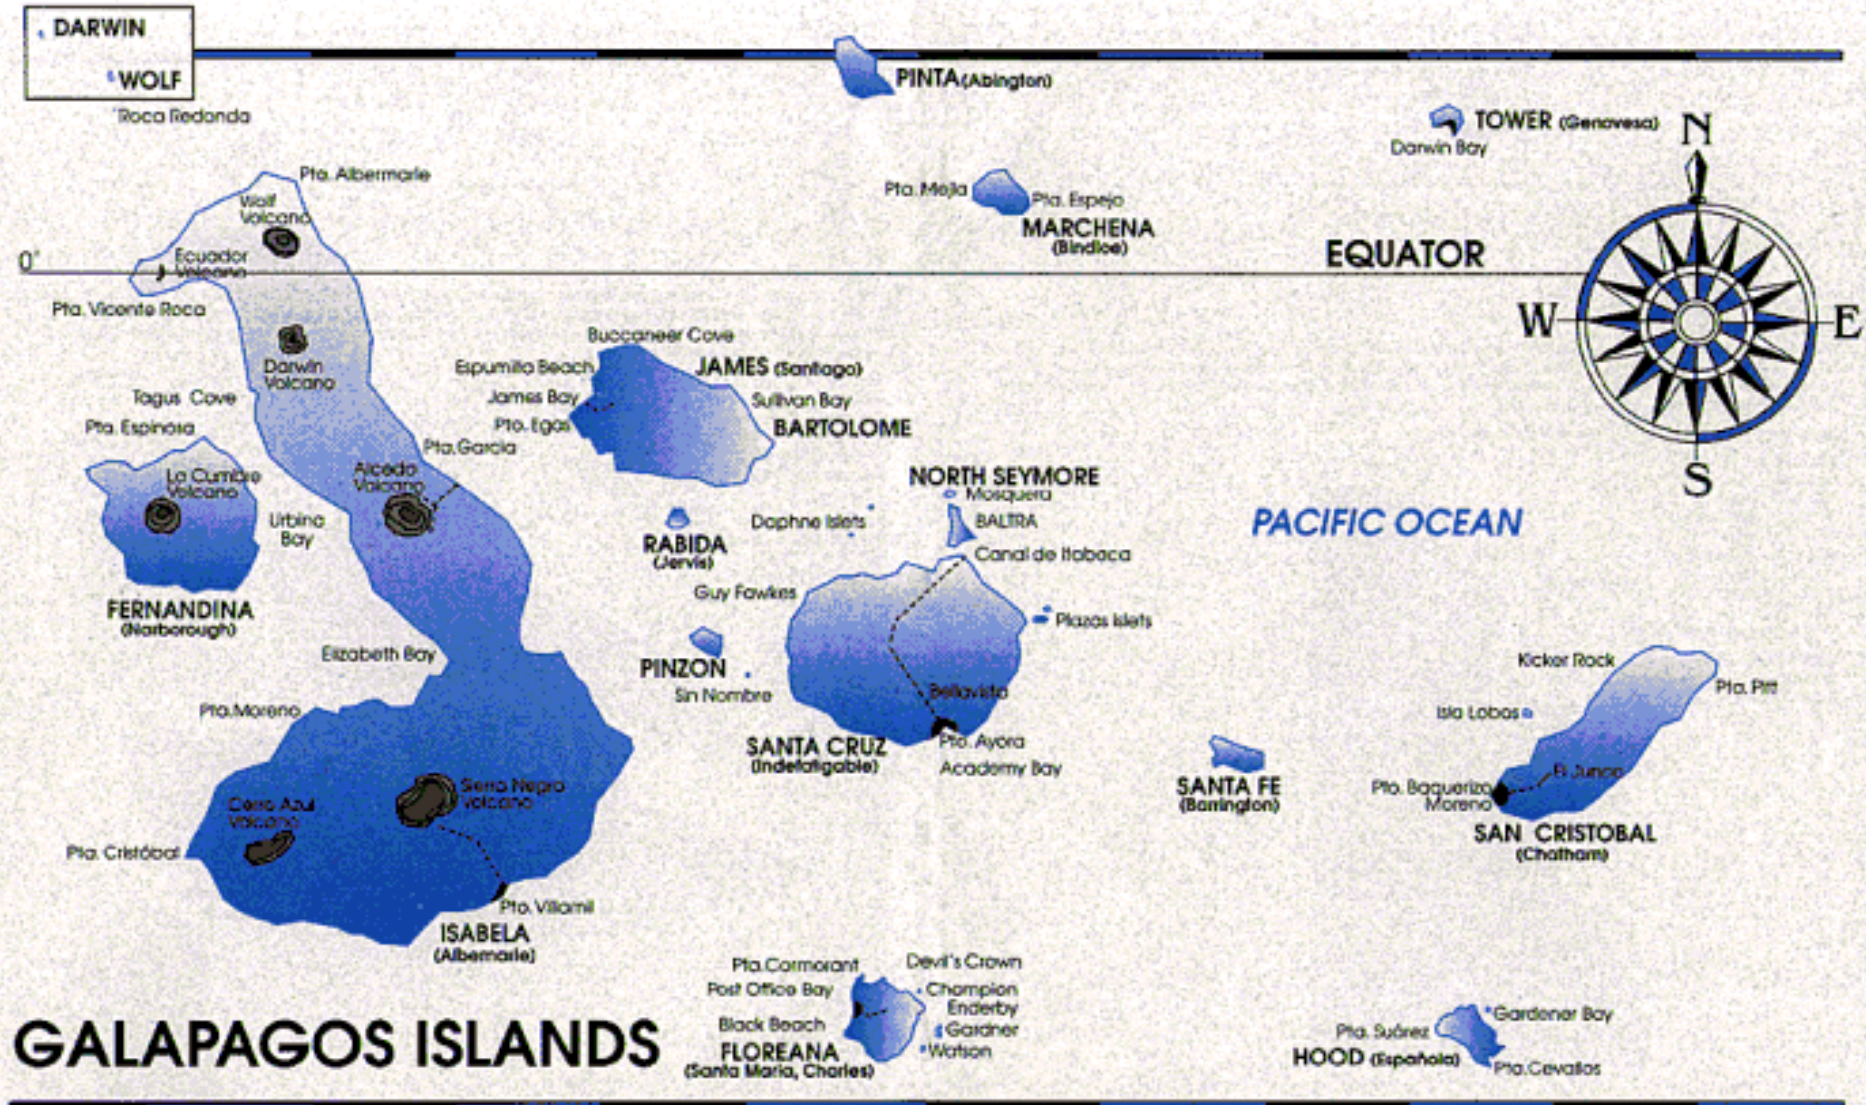 DARWIN
WOLF
Roca Redonda
PINTA (Abington)
TOWER (Genovesa)
Darwin Bay
N
Pta. Albermarle
Wolf
Volcano
Pta. Mejia
Pta. Espejo
MARCHENA
(Bindloe)
EQUATOR
0°
Ecuador
Volcano
Pta. Vicente Roca
W
E
S
Darwin
Volcano
Buccaneer Cove
Espumilla Beach
JAMES (Santiago)
James Bay
Sullivan Bay
Pto. Egas
BARTOLOME
Tagus Cove
Pta. Espinosa
Pta. Garcia
La Cumbre
Volcano
Alcedo
Volcano
Urbina
Bay
NORTH SEYMORE
Mosquera
Daphne Islets
BALTRA
PACIFIC OCEAN
RABIDA
(Jervis)
Canal de Itabaca
Guy Fawkes
FERNANDINA
(Narborough)
Plazas Islets
Elizabeth Bay
PINZON
Sin Nombre
Bellavista
Kicker Rock
Pta. Pitt
Pta. Moreno
Isla Lobos
SANTA CRUZ
(Indefatigable)
Pto. Ayora
Academy Bay
SANTA FE
(Barrington)
El Junco
Pto. Baquerizo
Moreno
SAN CRISTOBAL
(Chatham)
Sierra Negra
Volcano
Cerro Azul
Volcano
Pta. Cristóbal
Pto. Villamil
ISABELA
(Albemarle)
Pta. Cormorant
Devil's Crown
Post Office Bay
Champion
Enderby
Black Beach
Gardner
FLOREANA
Watson
(Santa Maria, Charles)
Gardener Bay
Pta. Suárez
HOOD (Española)
Pta. Cevallos
GALAPAGOS ISLANDS